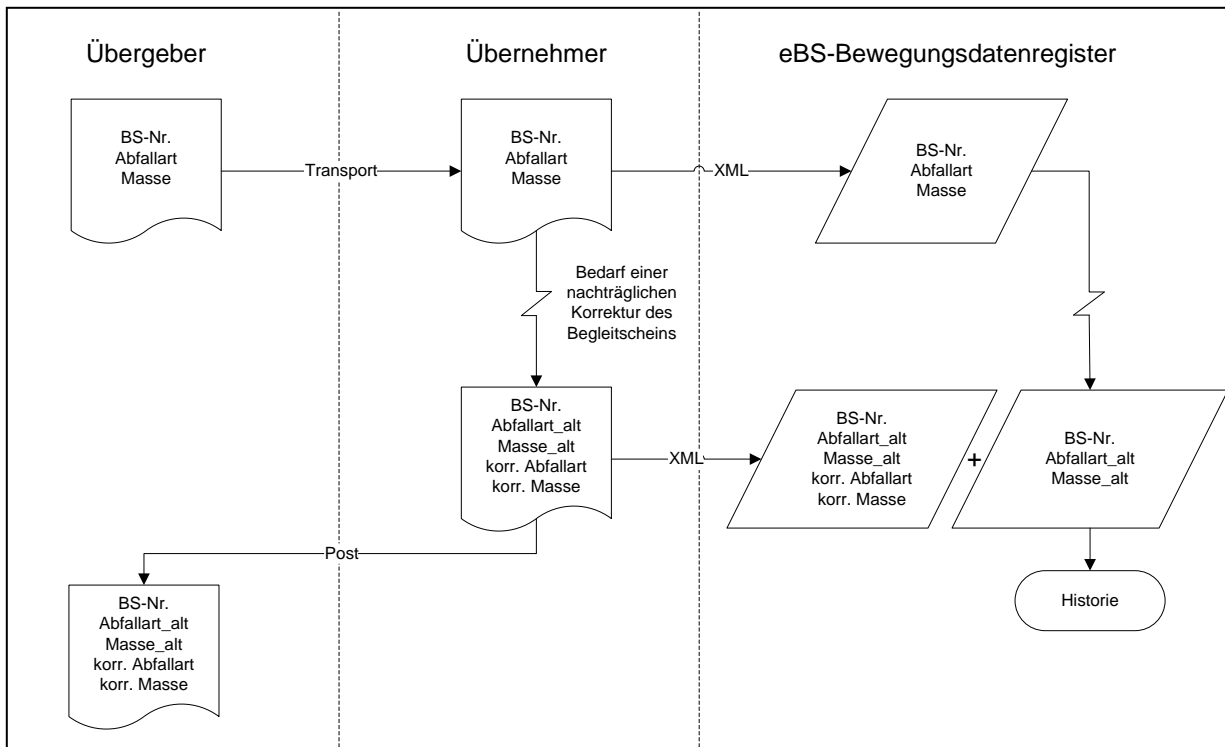 Übergeber
Übernehmer
eBS-Bewegungsdatenregister
BS-Nr.
Abfallart
Masse
Transport
BS-Nr.
Abfallart
Masse
XML
BS-Nr.
Abfallart
Masse
Bedarf einer
nachträglichen
Korrektur des
Begleitscheins
BS-Nr.
Abfallart_alt
Masse_alt
korr. Abfallart
korr. Masse
XML
BS-Nr.
Abfallart_alt
Masse_alt
korr. Abfallart
korr. Masse
+
BS-Nr.
Abfallart_alt
Masse_alt
Post
BS-Nr.
Abfallart_alt
Masse_alt
korr. Abfallart
korr. Masse
Historie